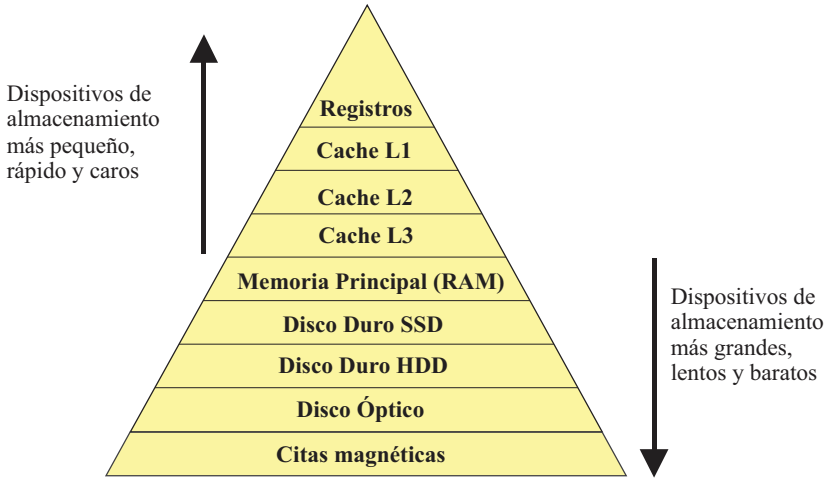 Dispositivos de
almacenamiento
más pequeño,
rápido y caros
Registros
Cache L1
Cache L2
Cache L3
Memoria Principal (RAM)
Disco Duro SSD
Disco Duro HDD
Disco Óptico
Citas magnéticas
Dispositivos de
almacenamiento
más grandes,
lentos y baratos